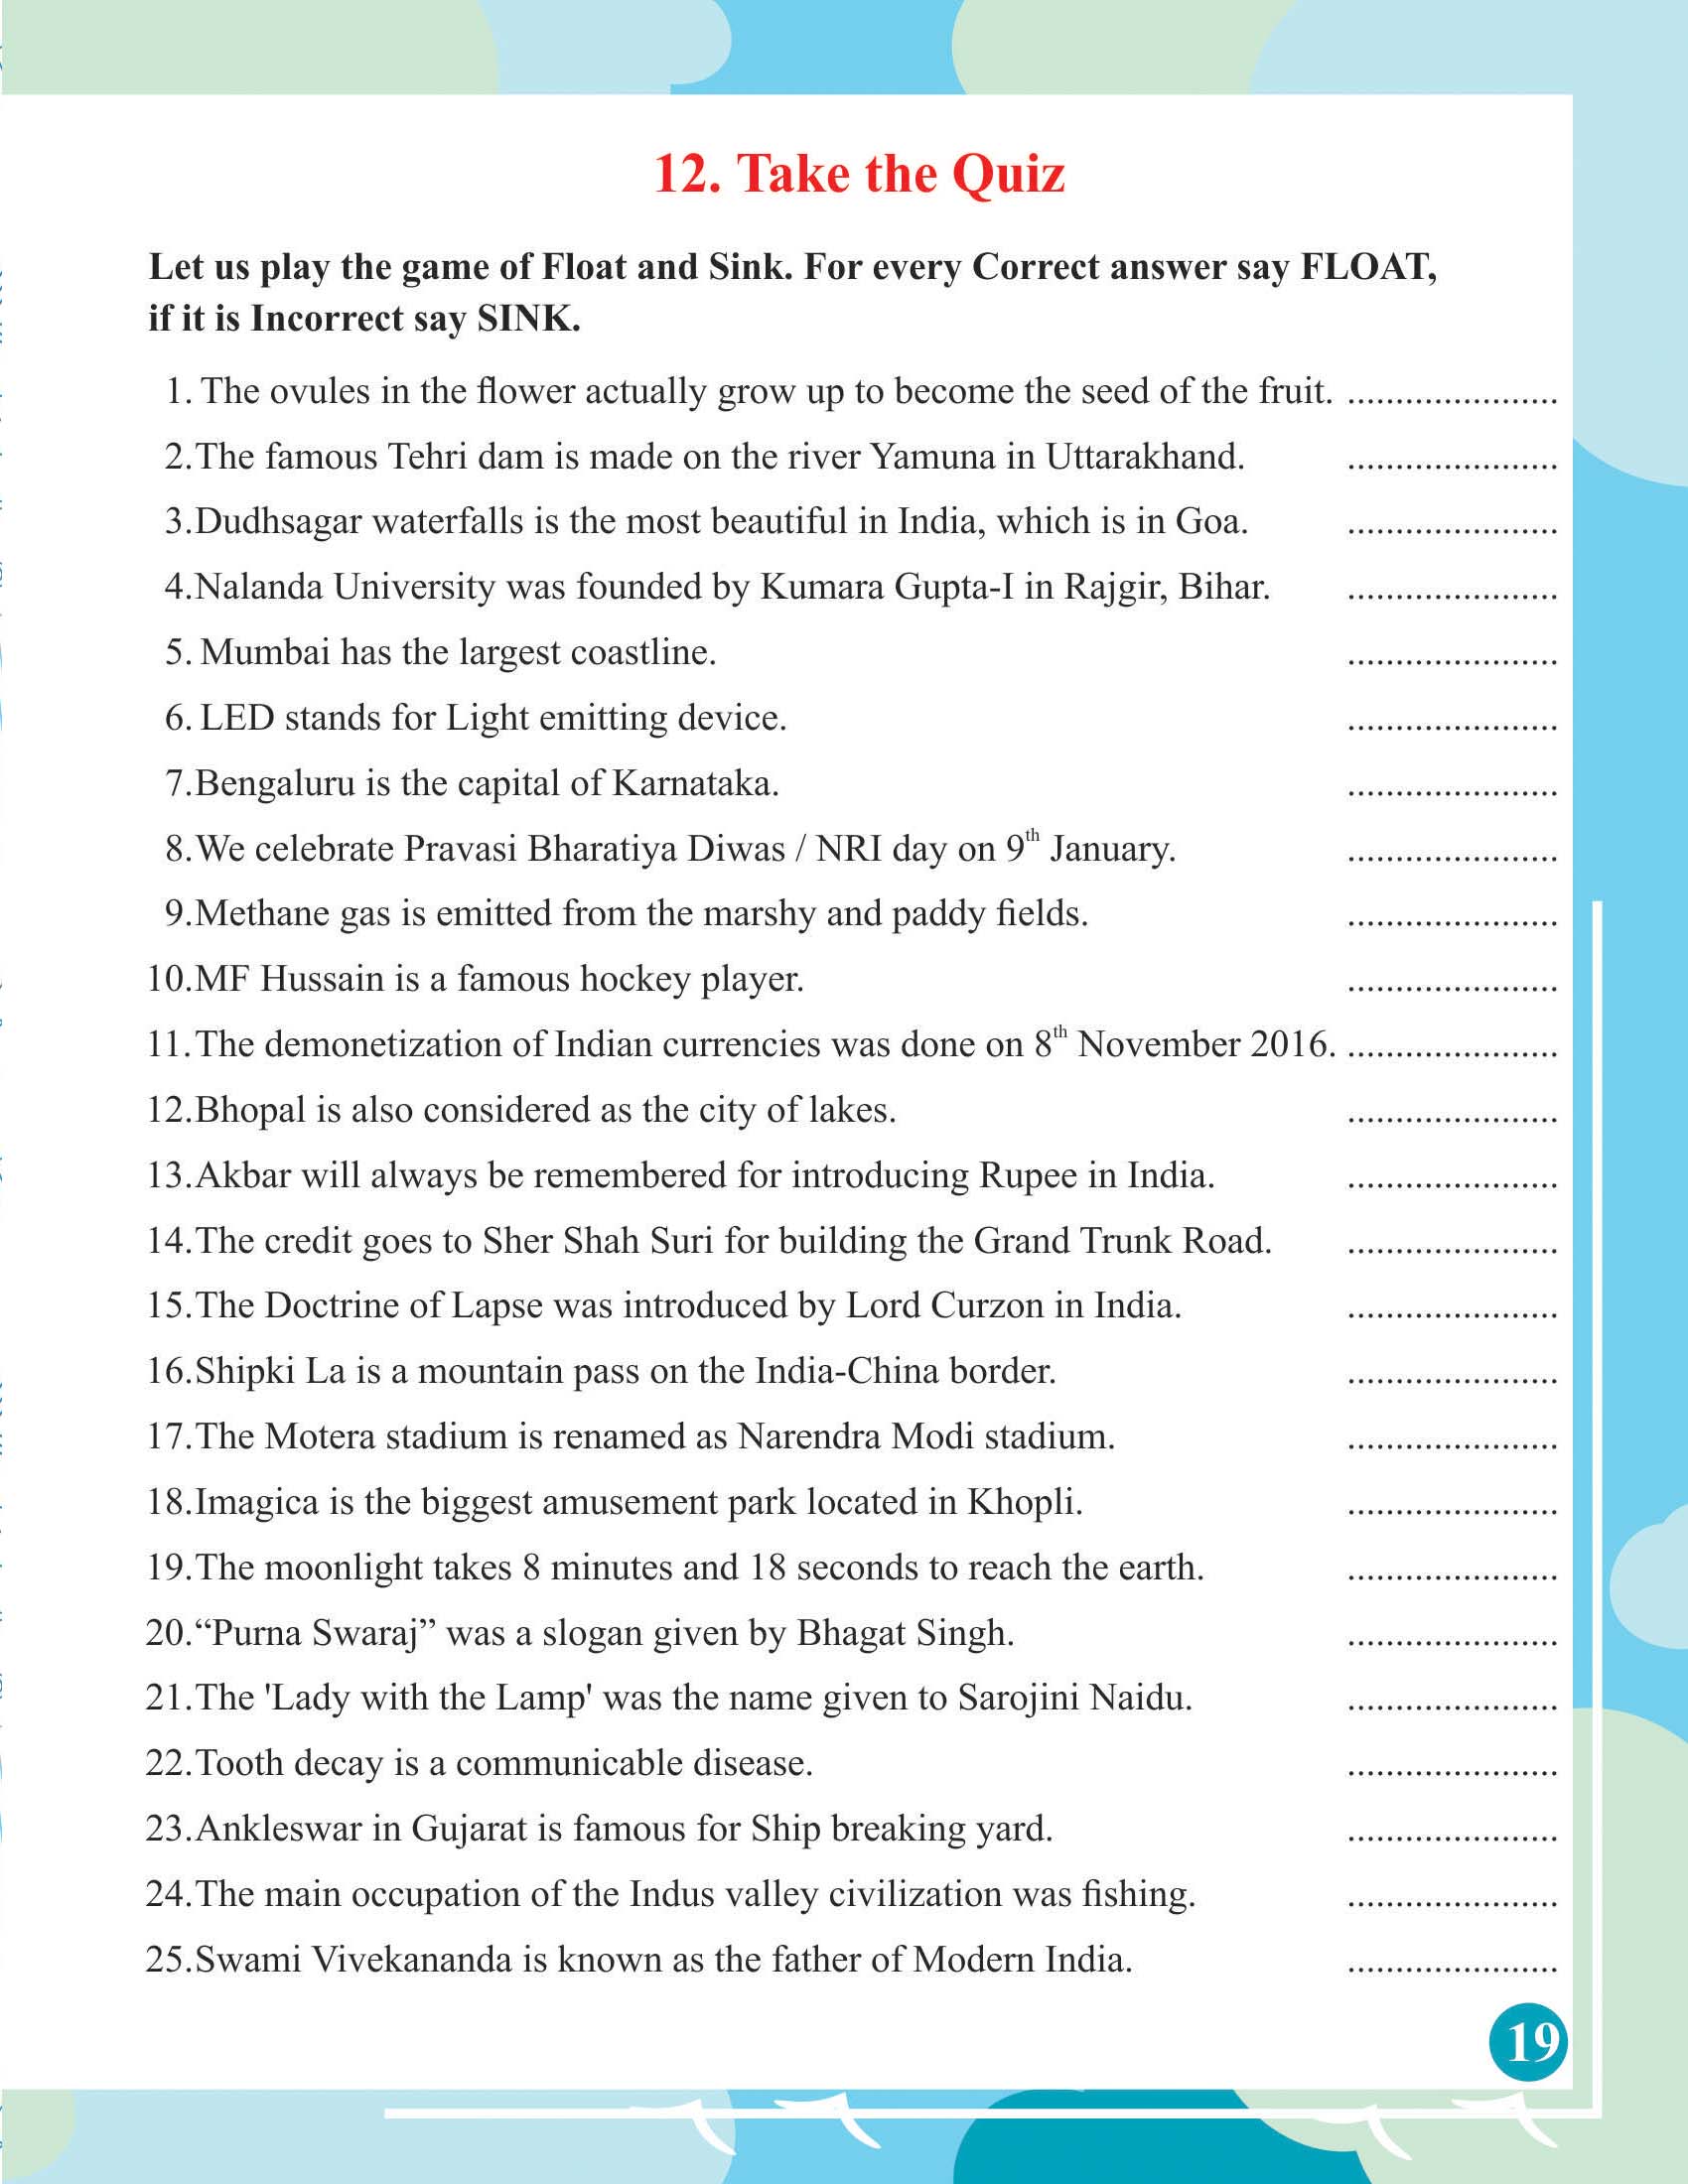 12. Take the Quiz
Let us play the game of Float and Sink. For every Correct answer say FLOAT,
if it is Incorrect say SINK.
1. The ovules in the flower actually grow up to become the seed of the fruit. ......................
2.The famous Tehri dam is made on the river Yamuna in Uttarakhand. ......................
3.Dudhsagar waterfalls is the most beautiful in India, which is in Goa. ......................
4.Nalanda University was founded by Kumara Gupta-I in Rajgir, Bihar. ......................
5. Mumbai has the largest coastline. ......................
6. LED stands for Light emitting device. ......................
7.Bengaluru is the capital of Karnataka. ......................
8.We celebrate Pravasi Bharatiya Diwas / NRI day on 9th January. ......................
9.Methane gas is emitted from the marshy and paddy fields. ......................
10.MF Hussain is a famous hockey player. ......................
11.The demonetization of Indian currencies was done on 8th November 2016. ......................
12.Bhopal is also considered as the city of lakes. ......................
13.Akbar will always be remembered for introducing Rupee in India. ......................
14.The credit goes to Sher Shah Suri for building the Grand Trunk Road. ......................
15.The Doctrine of Lapse was introduced by Lord Curzon in India. ......................
16.Shipki La is a mountain pass on the India-China border. ......................
17.The Motera stadium is renamed as Narendra Modi stadium. ......................
18.Imagica is the biggest amusement park located in Khopli. ......................
19.The moonlight takes 8 minutes and 18 seconds to reach the earth. ......................
20.“Purna Swaraj” was a slogan given by Bhagat Singh. ......................
21.The 'Lady with the Lamp' was the name given to Sarojini Naidu. ......................
22.Tooth decay is a communicable disease. ......................
23.Ankleswar in Gujarat is famous for Ship breaking yard. ......................
24.The main occupation of the Indus valley civilization was fishing. ......................
25.Swami Vivekananda is known as the father of Modern India. ......................
19